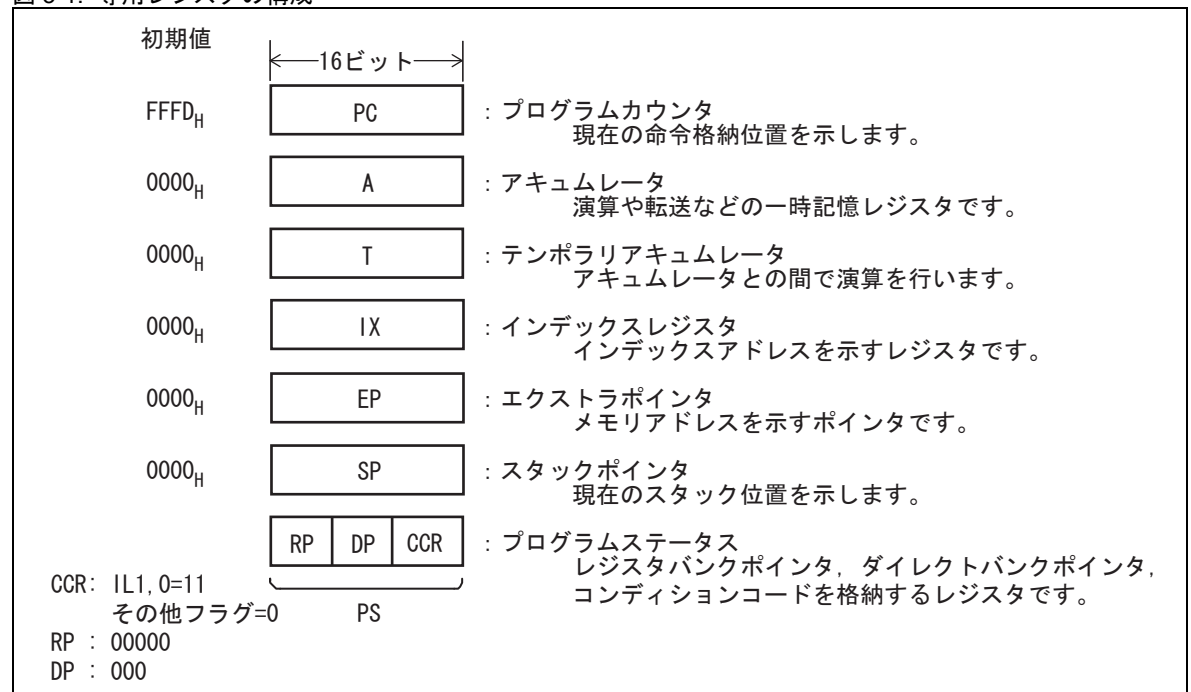 初期値
16ビット
FFFDH PC : プログラムカウンタ
現在の命令格納位置を示します。
0000H A : アキュムレータ
演算や転送などの一時記憶レジスタです。
0000H T : テンポラリアキュムレータ
アキュムレータとの間で演算を行います。
0000H IX : インデックスレジスタ
インデックスアドレスを示すレジスタです。
0000H EP : エクストラポインタ
メモリアドレスを示すポインタです。
0000H SP : スタックポインタ
現在のスタック位置を示します。
RP DP CCR : プログラムステータス
レジスタバンクポインタ, ダイレクトバンクポインタ,
コンディションコードを格納するレジスタです。
CCR: IL1,0=11
その他フラグ=0 PS
RP : 00000
DP : 000